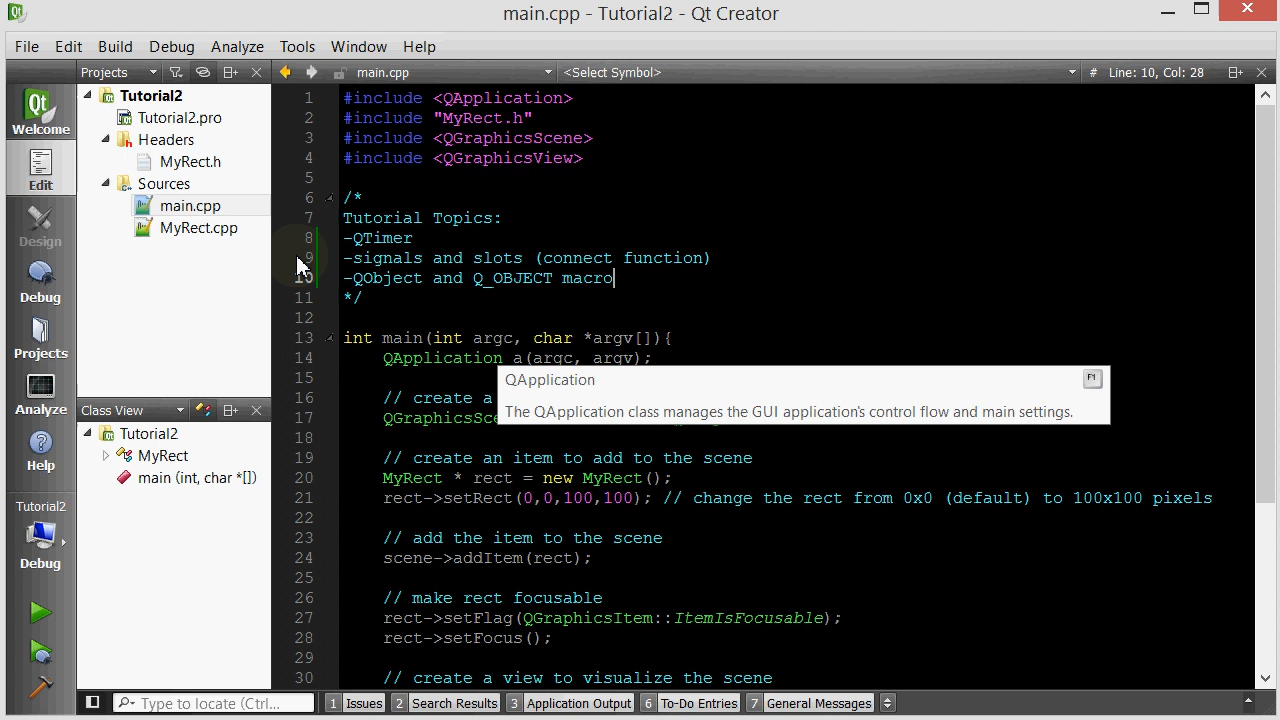 main.cpp - Tutorial2 - Qt Creator
File Edit Build Debug Analyze Tools Window Help
Projects
main.cpp
<Select Symbol>
# Line: 10, Col: 28
Welcome
Edit
Design
Debug
Projects
Analyze
Help
Tutorial2
Debug
Tutorial2
Tutorial2.pro
Headers
MyRect.h
Sources
main.cpp
MyRect.cpp
Class View
Tutorial2
MyRect
main (int, char *[])
1 #include <QApplication>
2 #include "MyRect.h"
3 #include <QGraphicsScene>
4 #include <QGraphicsView>
5
6 /*
7 Tutorial Topics:
8 -QTimer
9 -signals and slots (connect function)
10 -QObject and Q_OBJECT macro
11 */
12
13 int main(int argc, char *argv[]){
14 QApplication a(argc, argv);
15
16 // create a
17 QGraphicsSce
18
19 // create an item to add to the scene
20 MyRect * rect = new MyRect();
21 rect->setRect(0,0,100,100); // change the rect from 0x0 (default) to 100x100 pixels
22
23 // add the item to the scene
24 scene->addItem(rect);
25
26 // make rect focusable
27 rect->setFlag(QGraphicsItem::ItemIsFocusable);
28 rect->setFocus();
29
30 // create a view to visualize the scene
QApplication
F1
The QApplication class manages the GUI application's control flow and main settings.
Type to locate (Ctrl...
1 Issues
2 Search Results
3 Application Output
6 To-Do Entries
7 General Messages